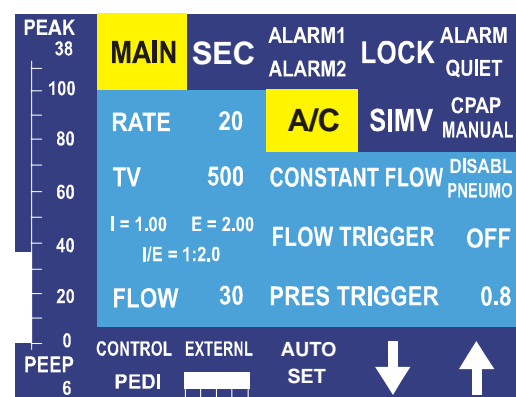 PEAK
38
MAIN SEC ALARM1 ALARM2 LOCK ALARM QUIET
100
80
60
40
20
0
PEEP
6
RATE 20 A/C SIMV CPAP MANUAL
TV 500 CONSTANT FLOW DISABL PNEUMO
I = 1.00 E = 2.00
I/E = 1:2.0
FLOW TRIGGER OFF
FLOW 30 PRES TRIGGER 0.8
CONTROL EXTERNL AUTO
PEDI SET